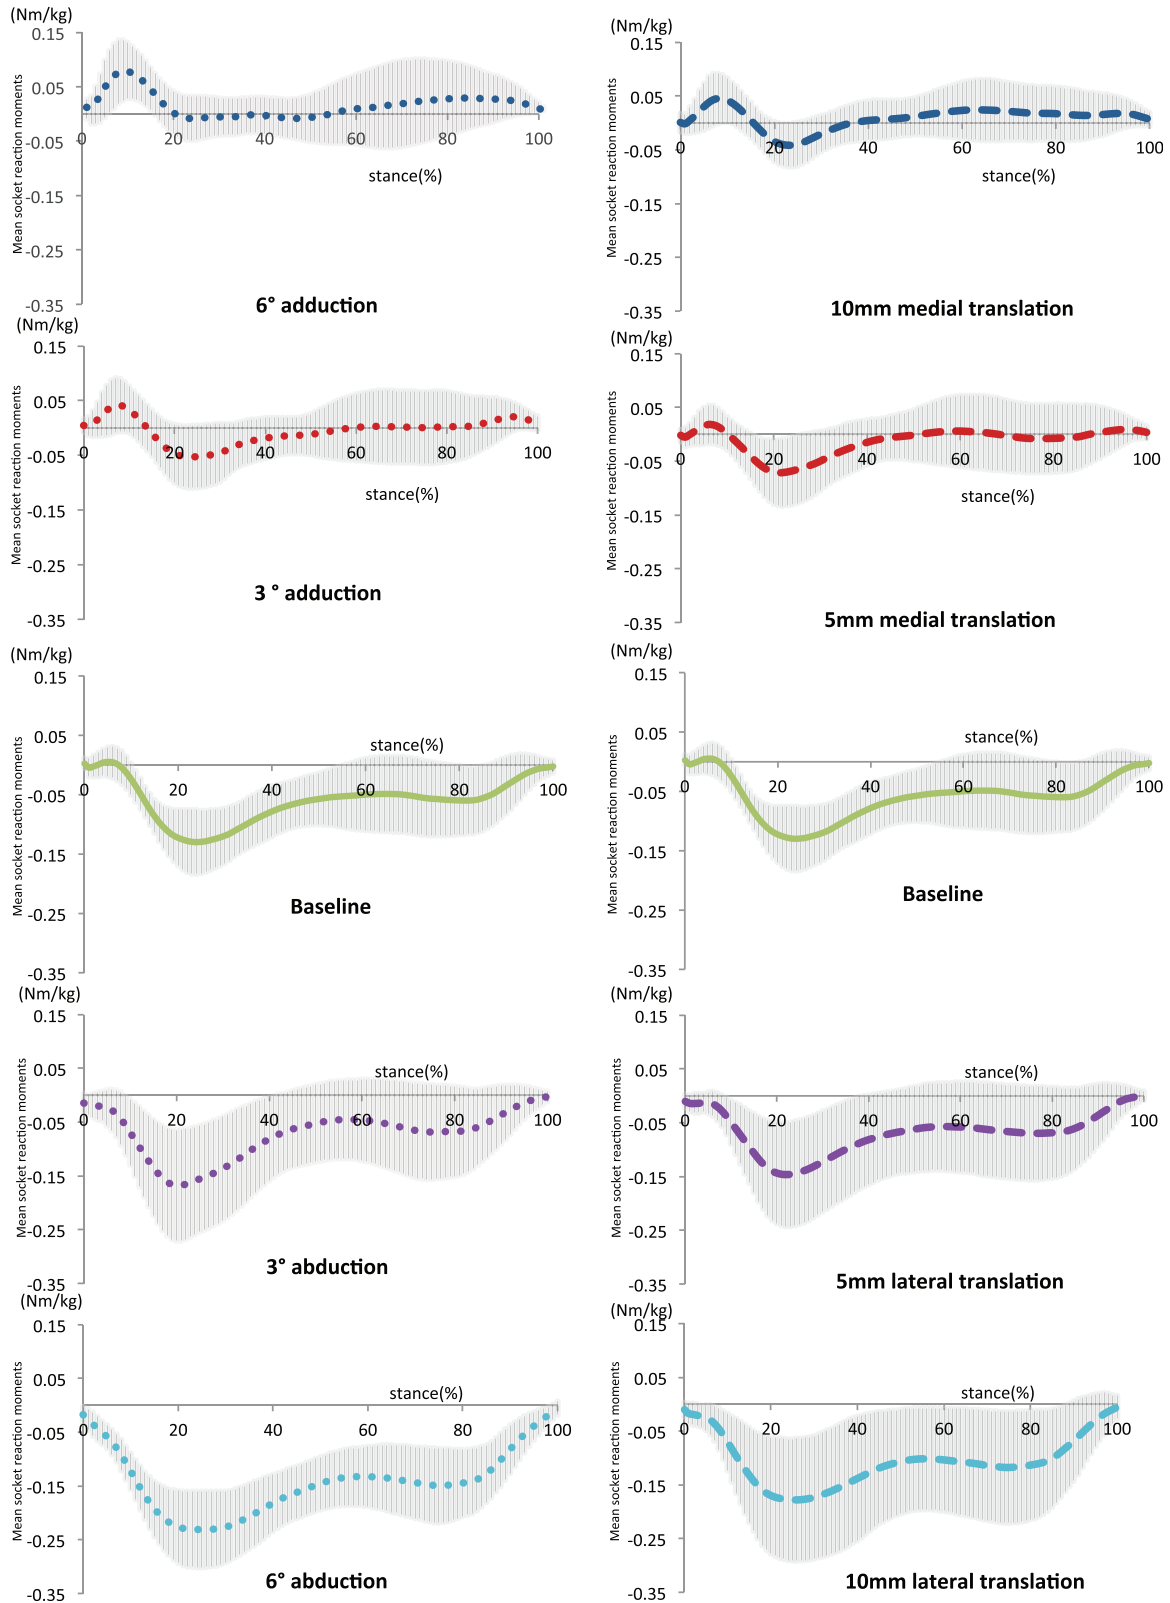 (Nm/kg)
0.15
0.05
-0.05
-0.15
-0.25
-0.35
Mean socket reaction moments
0 20 40 60 80 100
stance(%)
6° adduction
(Nm/kg)
0.15
0.05
-0.05
-0.15
-0.25
-0.35
Mean socket reaction moments
0 20 40 60 80 100
stance(%)
10mm medial translation
(Nm/kg)
0.15
0.05
-0.05
-0.15
-0.25
-0.35
Mean socket reaction moments
0 20 40 60 80 100
stance(%)
3 ° adduction
(Nm/kg)
0.15
0.05
-0.05
-0.15
-0.25
-0.35
Mean socket reaction moments
0 20 40 60 80 100
stance(%)
5mm medial translation
(Nm/kg)
0.15
0.05
-0.05
-0.15
-0.25
-0.35
Mean socket reaction moments
stance(%)
0 20 40 60 80 100
Baseline
(Nm/kg)
0.15
0.05
-0.05
-0.15
-0.25
-0.35
Mean socket reaction moments
stance(%)
0 20 40 60 80 100
Baseline
(Nm/kg)
0.15
0.05
-0.05
-0.15
-0.25
-0.35
Mean socket reaction moments
stance(%)
0 20 40 60 80 100
3° abduction
(Nm/kg)
0.15
0.05
-0.05
-0.15
-0.25
-0.35
Mean socket reaction moments
stance(%)
0 20 40 60 80 100
5mm lateral translation
(Nm/kg)
0.15
0.05
-0.05
-0.15
-0.25
-0.35
Mean socket reaction moments
stance(%)
0 20 40 60 80 100
6° abduction
(Nm/kg)
0.15
0.05
-0.05
-0.15
-0.25
-0.35
Mean socket reaction moments
stance(%)
0 20 40 60 80 100
10mm lateral translation